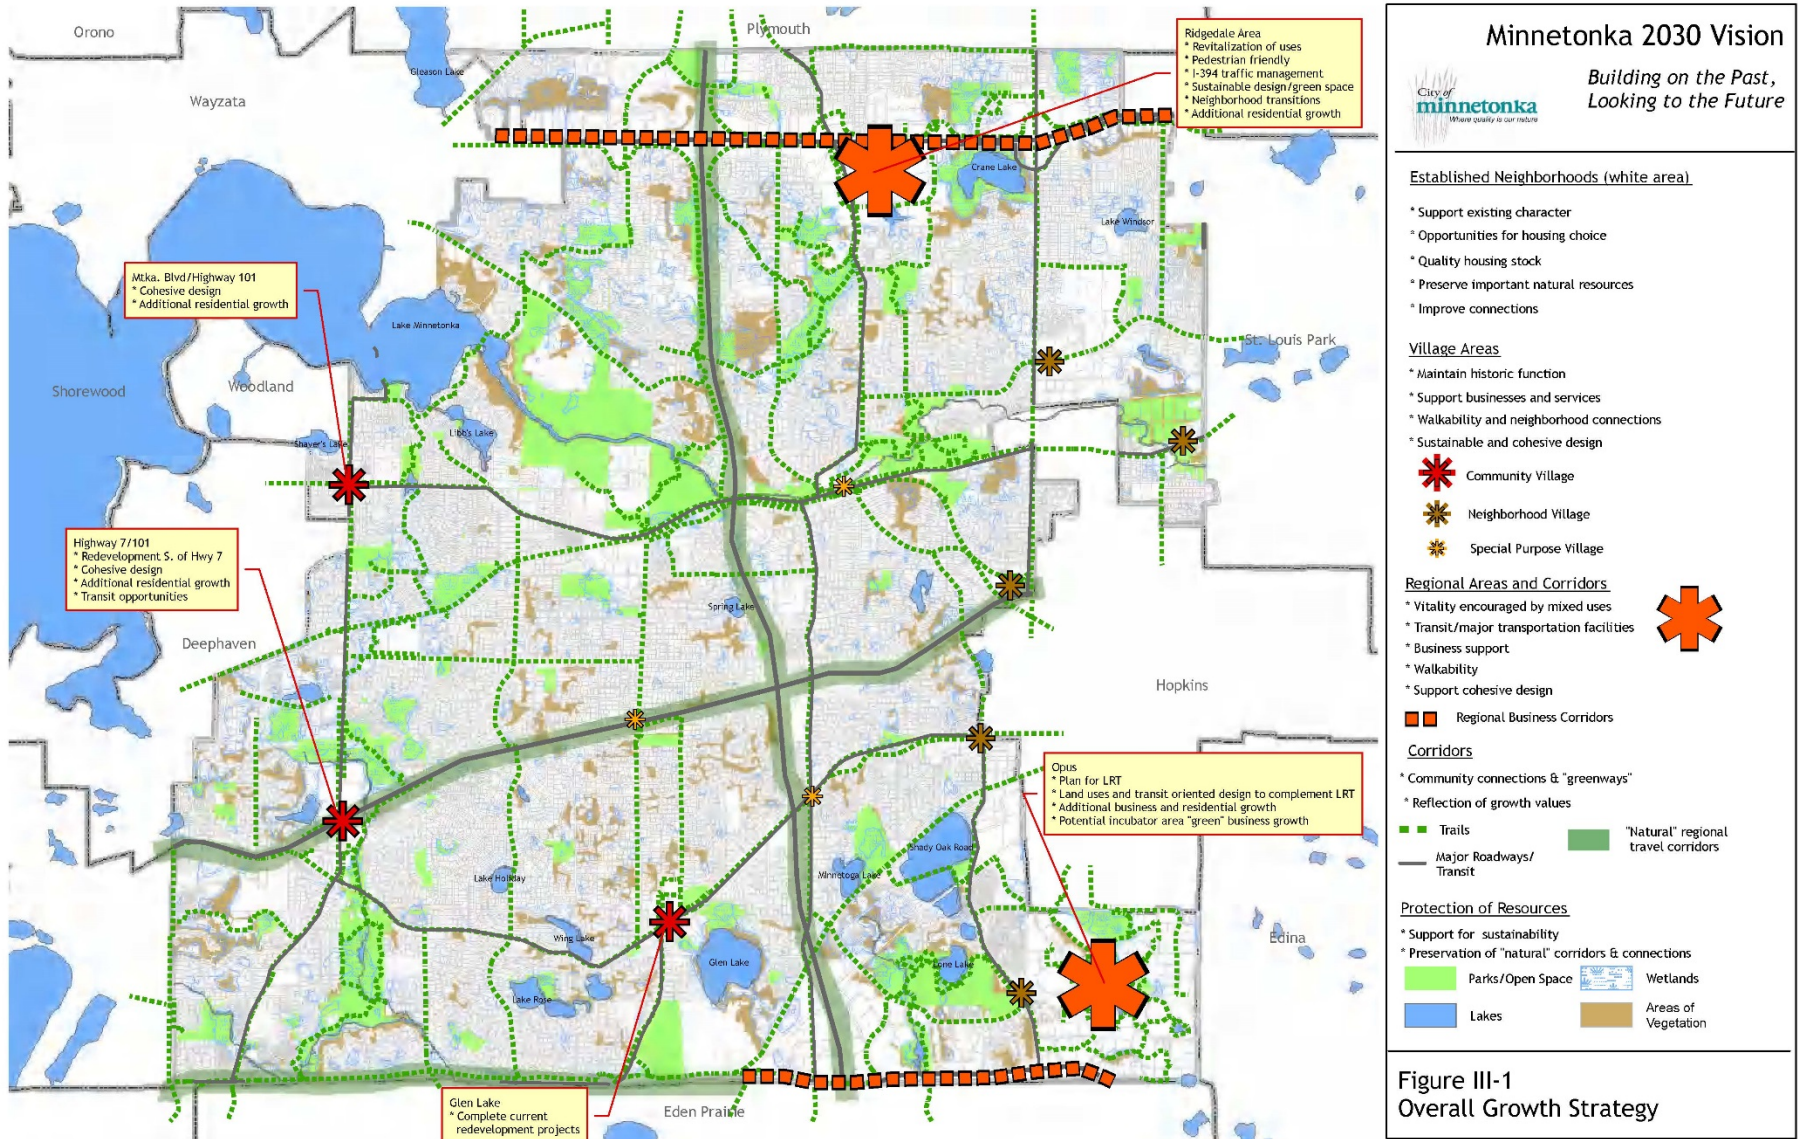 Orono
Plymouth
Gleason Lake
Wayzata
Ridgedale Area
* Revitalization of uses
* Pedestrian friendly
* I-394 traffic management
* Sustainable design/green space
* Neighborhood transitions
* Additional residential growth
Crane Lake
Lake Windsor
Mtka. Blvd/Highway 101
* Cohesive design
* Additional residential growth
Lake Minnetonka
St. Louis Park
Shorewood
Woodland
Shaver's Lake
Libb's Lake
Highway 7/101
* Redevelopment S. of Hwy 7
* Cohesive design
* Additional residential growth
* Transit opportunities
Spring Lake
Deephaven
Hopkins
Opus
* Plan for LRT
* Land uses and transit oriented design to complement LRT
* Additional business and residential growth
* Potential incubator area "green" business growth
Shady Oak Road
Minnetoga Lake
Lake Holiday
Wing Lake
Glen Lake
Lone Lake
Edina
Lake Rose
Glen Lake
* Complete current
redevelopment projects
Eden Prairie
Minnetonka 2030 Vision
City of
minnetonka
Where quality is our nature
Building on the Past,
Looking to the Future
Established Neighborhoods (white area)
* Support existing character
* Opportunities for housing choice
* Quality housing stock
* Preserve important natural resources
* Improve connections
Village Areas
* Maintain historic function
* Support businesses and services
* Walkability and neighborhood connections
* Sustainable and cohesive design
Community Village
Neighborhood Village
Special Purpose Village
Regional Areas and Corridors
* Vitality encouraged by mixed uses
* Transit/major transportation facilities
* Business support
* Walkability
* Support cohesive design
Regional Business Corridors
Corridors
* Community connections & "greenways"
* Reflection of growth values
Trails
"Natural" regional
travel corridors
Major Roadways/
Transit
Protection of Resources
* Support for sustainability
* Preservation of "natural" corridors & connections
Parks/Open Space
Wetlands
Lakes
Areas of
Vegetation
Figure III-1
Overall Growth Strategy